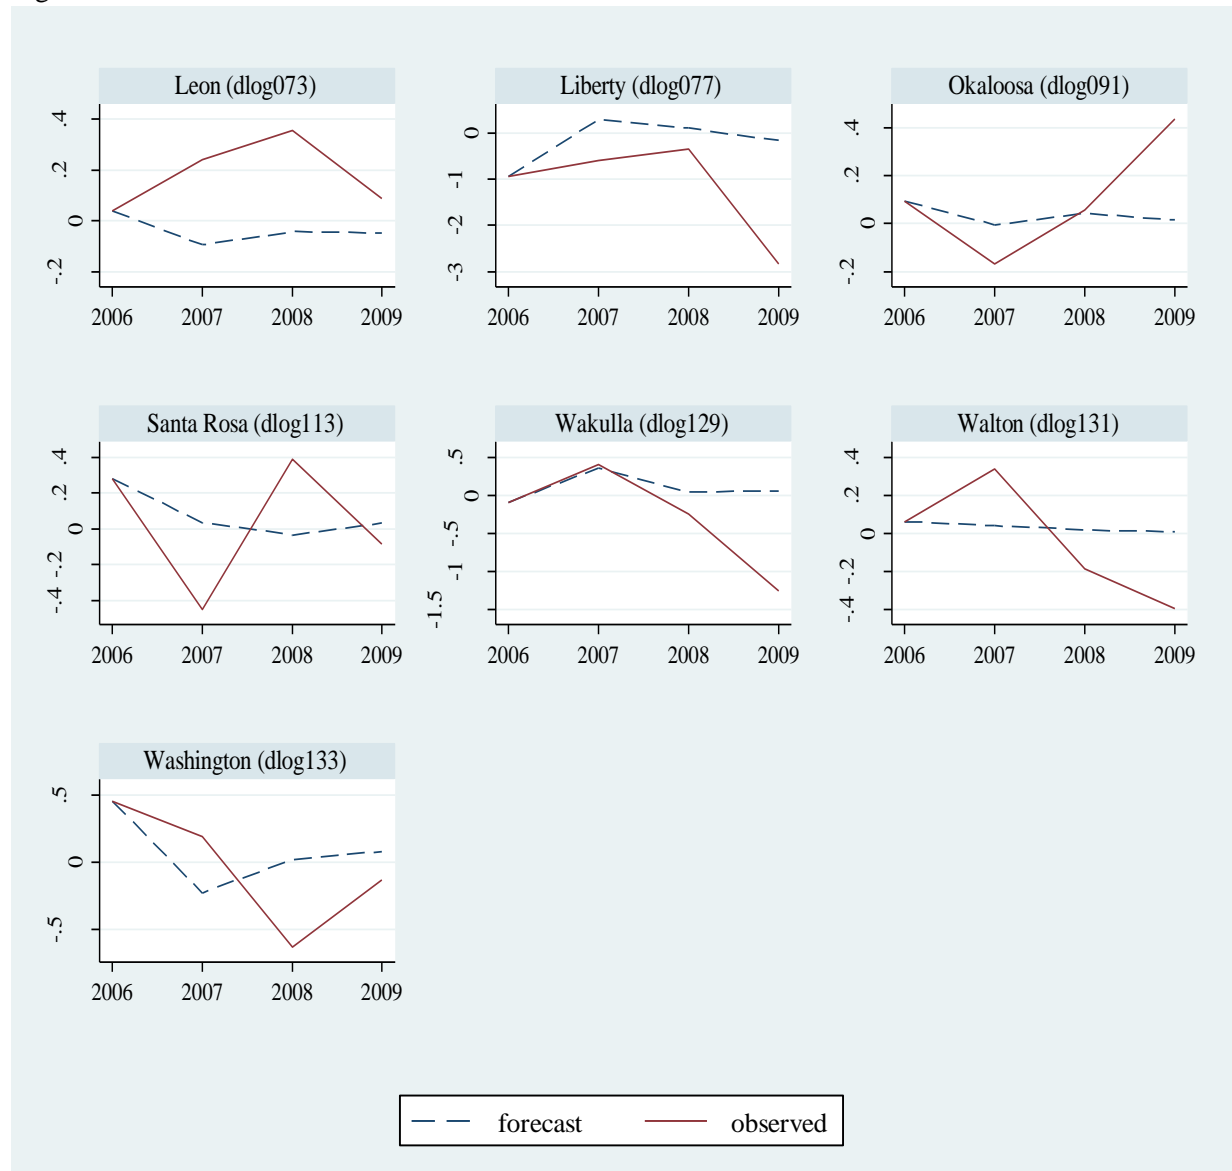 Leon (dlog073)
Liberty (dlog077)
Okaloosa (dlog091)
.4
.2
0
-.2
0
-1
-2
-3
.4
.2
0
-.2
2006 2007 2008 2009
2006 2007 2008 2009
2006 2007 2008 2009
Santa Rosa (dlog113)
Wakulla (dlog129)
Walton (dlog131)
.4
.2
0
-.2
-.4
.5
0
-.5
-1
-1.5
.4
.2
0
-.2
-.4
2006 2007 2008 2009
2006 2007 2008 2009
2006 2007 2008 2009
Washington (dlog133)
.5
0
-.5
2006 2007 2008 2009
forecast observed